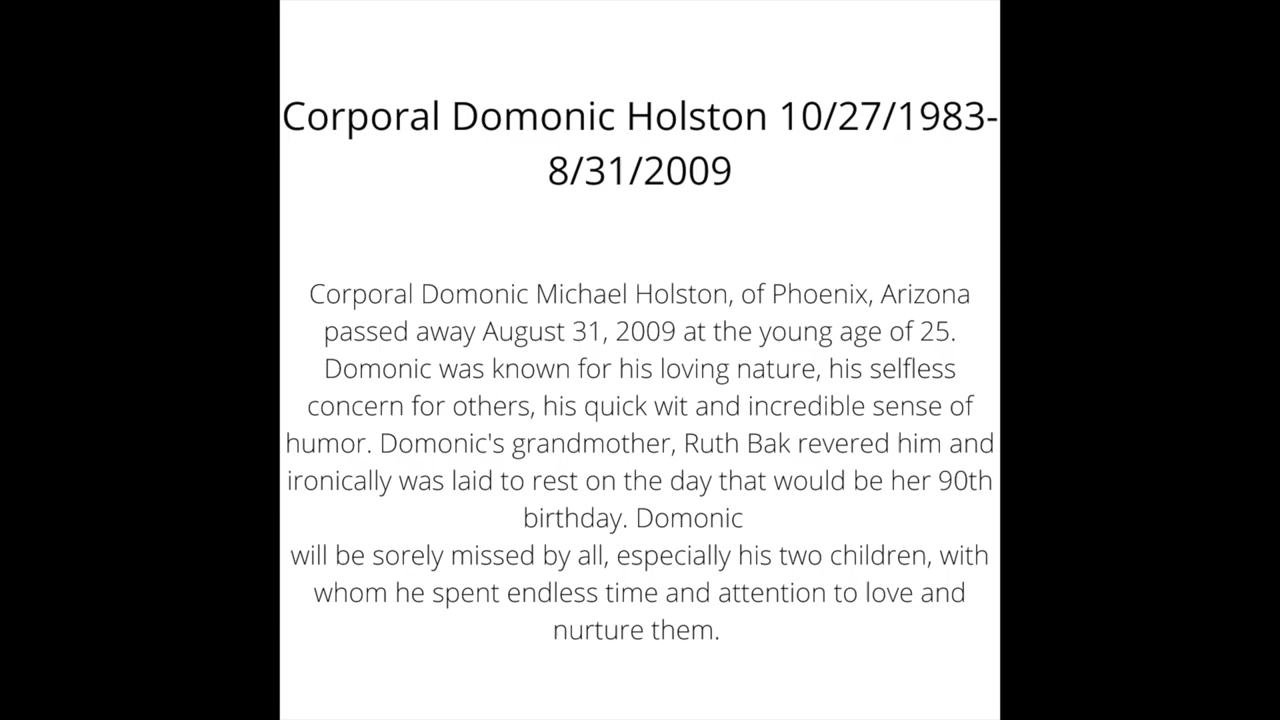 Corporal Domonic Holston 10/27/1983-
8/31/2009
Corporal Domonic Michael Holston, of Phoenix, Arizona
passed away August 31, 2009 at the young age of 25.
Domonic was known for his loving nature, his selfless
concern for others, his quick wit and incredible sense of
humor. Domonic's grandmother, Ruth Bak revered him and
ironically was laid to rest on the day that would be her 90th
birthday. Domonic
will be sorely missed by all, especially his two children, with
whom he spent endless time and attention to love and
nurture them.